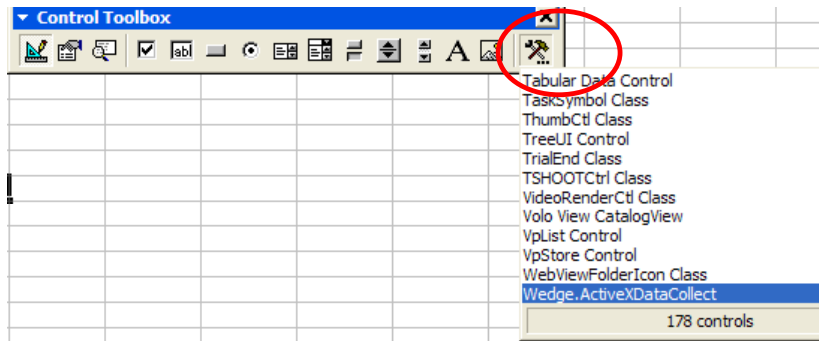 Control Toolbox
abl
A
Tabular Data Control
TaskSymbol Class
ThumbCtl Class
TreeUI Control
TrialEnd Class
TSHOOTCtrl Class
VideoRenderCtl Class
Volo View CatalogView
VpList Control
VpStore Control
WebViewFolderIcon Class
Wedge.ActiveXDataCollect
178 controls